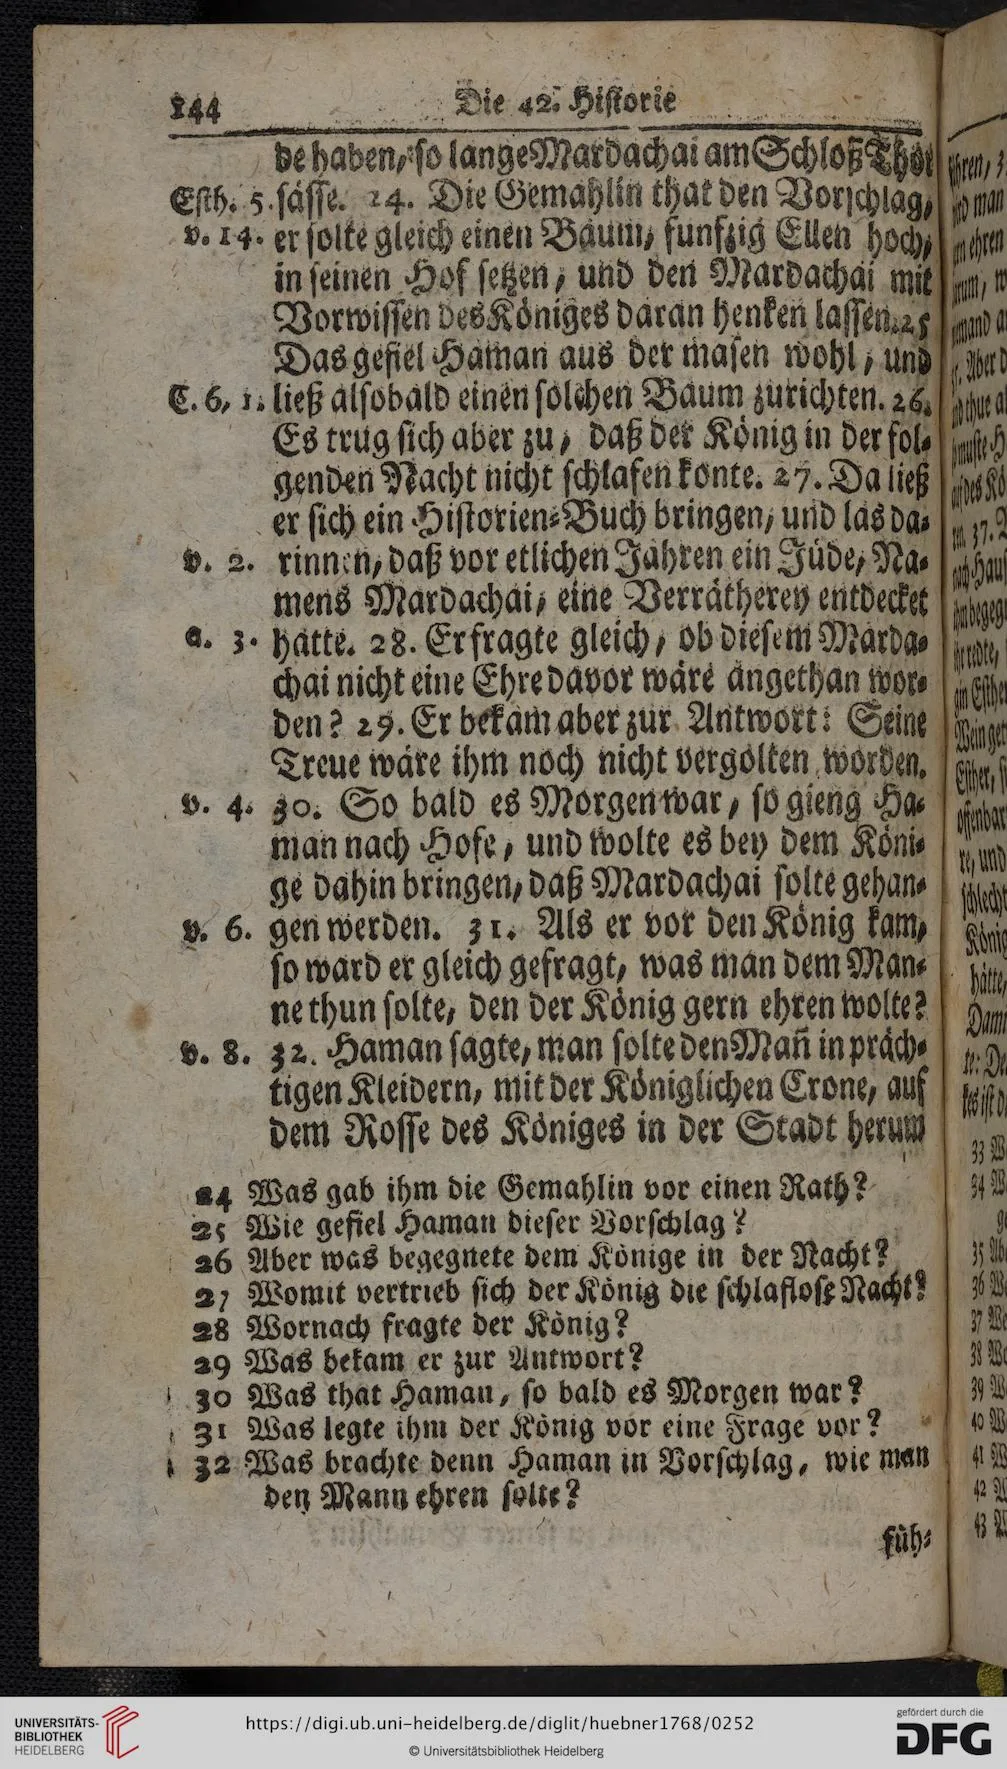 144 Die 42. Historie
de haben, so lange Mardachai am Schloß Thor
Esth. 5. sässe. 24. Die Gemahlin that den Vorschlag,
v. 14. er solte gleich einen Baum, funfzig Ellen hoch,
in seinen Hof setzen, und den Mardachai mit
Vorwissen des Königes daran henken lassen. 25
Das gefiel Haman aus der masen wohl, und
C. 6, 1. ließ alsobald einen solchen Baum zurichten. 26.
Es trug sich aber zu, daß der König in der fol-
genden Nacht nicht schlafen konte. 27. Da ließ
er sich ein Historien-Buch bringen, und las da-
v. 2. rinnen, daß vor etlichen Jahren ein Jüde, Na-
mens Mardachai, eine Verrätherey entdecket
v. 3. hätte. 28. Er fragte gleich, ob diesem Marda-
chai nicht eine Ehre davor wäre angethan wor-
den? 29. Er bekam aber zur Antwort: Seine
Treue wäre ihm noch nicht vergolten worden.
v. 4. 30. So bald es Morgen war, so gieng Ha-
man nach Hofe, und wolte es bey dem Köni-
ge dahin bringen, daß Mardachai solte gehan-
v. 6. gen werden. 31. Als er vor den König kam,
so ward er gleich gefragt, was man dem Man-
ne thun solte, den der König gern ehren wolte?
v. 8. 32. Haman sagte, man solte den Mañ in präch-
tigen Kleidern, mit der Königlichen Crone, auf
dem Rosse des Königes in der Stadt herum
24 Was gab ihm die Gemahlin vor einen Rath?
25 Wie gefiel Haman dieser Vorschlag?
26 Aber was begegnete dem Könige in der Nacht?
27 Womit vertrieb sich der König die schlaflose Nacht?
28 Wornach fragte der König?
29 Was bekam er zur Antwort?
30 Was that Haman, so bald es Morgen war?
31 Was legte ihm der König vor eine Frage vor?
32 Was brachte denn Haman in Vorschlag, wie man
den Mann ehren solte?
füh-
UNIVERSITÄTS-
BIBLIOTHEK
HEIDELBERG
https://digi.ub.uni-heidelberg.de/diglit/huebner1768/0252
© Universitätsbibliothek Heidelberg
gefördert durch die
DFG